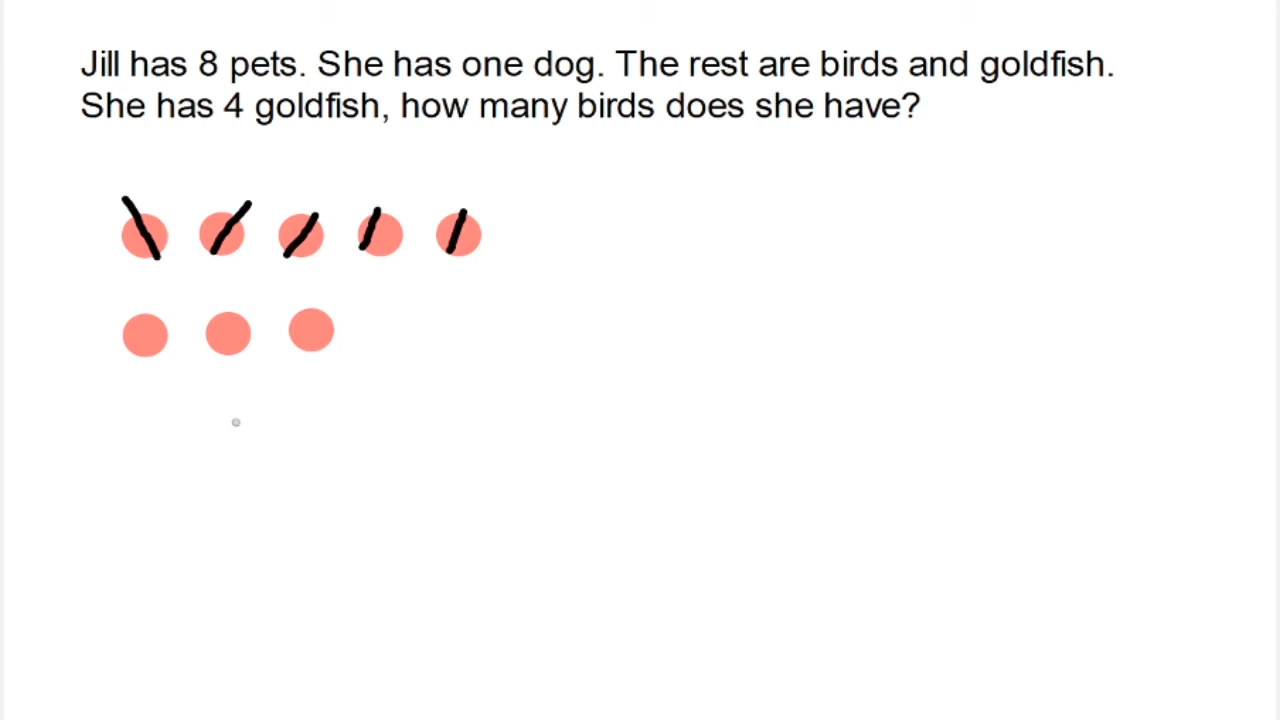 Jill has 8 pets. She has one dog. The rest are birds and goldfish.
She has 4 goldfish, how many birds does she have?